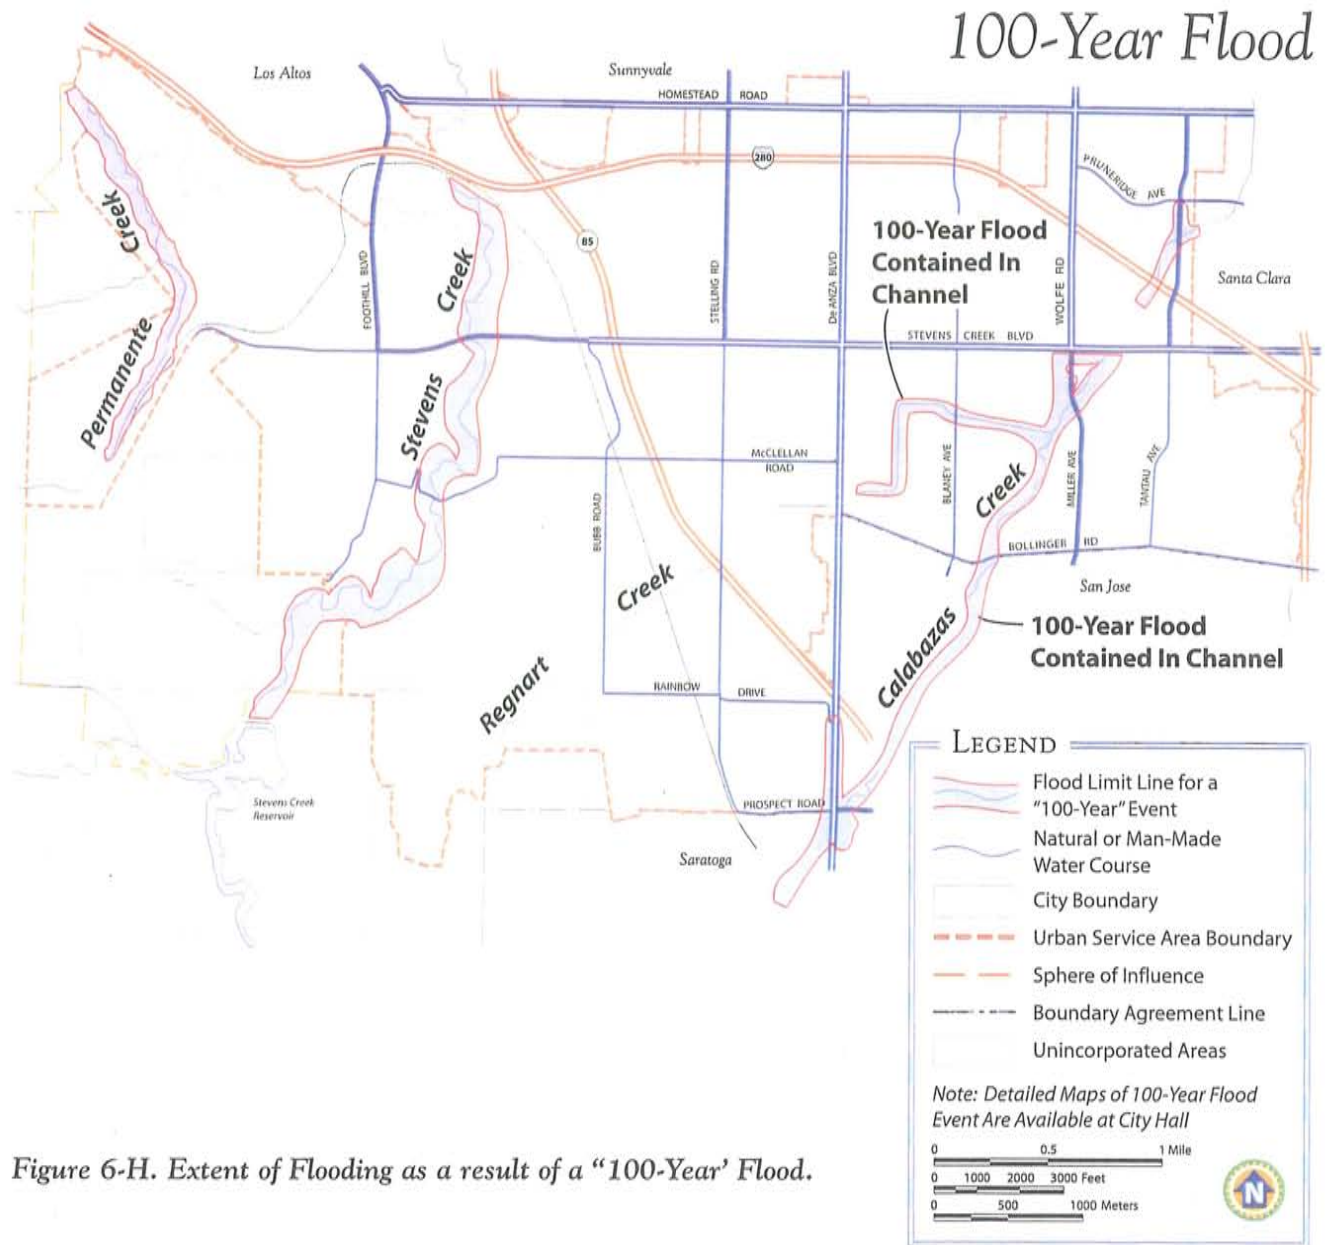 100-Year Flood
Los Altos
Sunnyvale
HOMESTEAD ROAD
280
PRUNERIDGE AVE
Creek
100-Year Flood
Contained In
Channel
85
FOOTHILL BLVD
Creek
STELLING RD
De ANZA BLVD
WOLFE RD
Santa Clara
STEVENS CREEK BLVD
Permanente
Stevens
McCLELLAN
ROAD
BLANEY AVE
Creek
MILLER AVE
TANTAU AVE
BUBB ROAD
BOLLINGER RD
Creek
San Jose
Calabazas
100-Year Flood
Contained In Channel
Regnart
RAINBOW DRIVE
Stevens Creek
Reservoir
PROSPECT ROAD
Saratoga
LEGEND
Flood Limit Line for a
"100-Year" Event
Natural or Man-Made
Water Course
City Boundary
Urban Service Area Boundary
Sphere of Influence
Boundary Agreement Line
Unincorporated Areas
Note: Detailed Maps of 100-Year Flood
Event Are Available at City Hall
0 0.5 1 Mile
0 1000 2000 3000 Feet
0 500 1000 Meters
N
Figure 6-H. Extent of Flooding as a result of a “100-Year’ Flood.